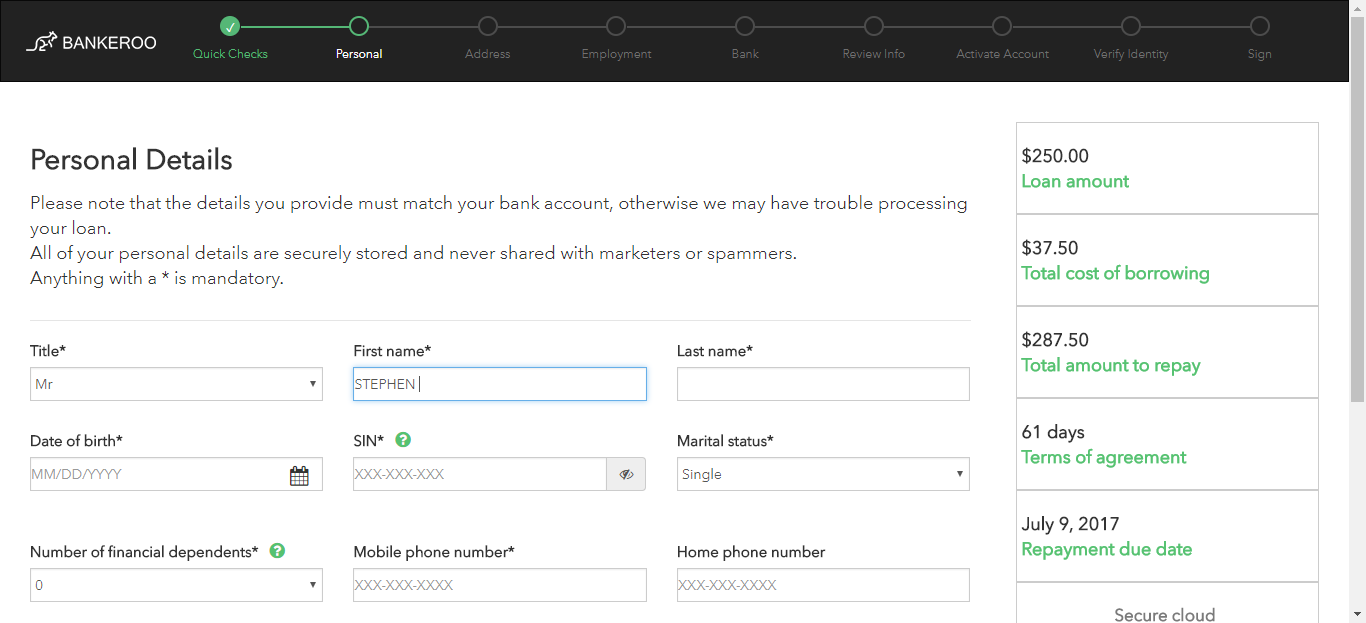 BANKEROO
Quick Checks
Personal
Address
Employment
Bank
Review Info
Activate Account
Verify Identity
Sign
Personal Details
Please note that the details you provide must match your bank account, otherwise we may have trouble processing
your loan.
All of your personal details are securely stored and never shared with marketers or spammers.
Anything with a * is mandatory.
Title*
First name*
Last name*
Mr
STEPHEN
Date of birth*
SIN* ?
Marital status*
MM/DD/YYYY
XXX-XXX-XXX
Single
Number of financial dependents* ?
Mobile phone number*
Home phone number
0
XXX-XXX-XXXX
XXX-XXX-XXXX
$250.00
Loan amount
$37.50
Total cost of borrowing
$287.50
Total amount to repay
61 days
Terms of agreement
July 9, 2017
Repayment due date
Secure cloud